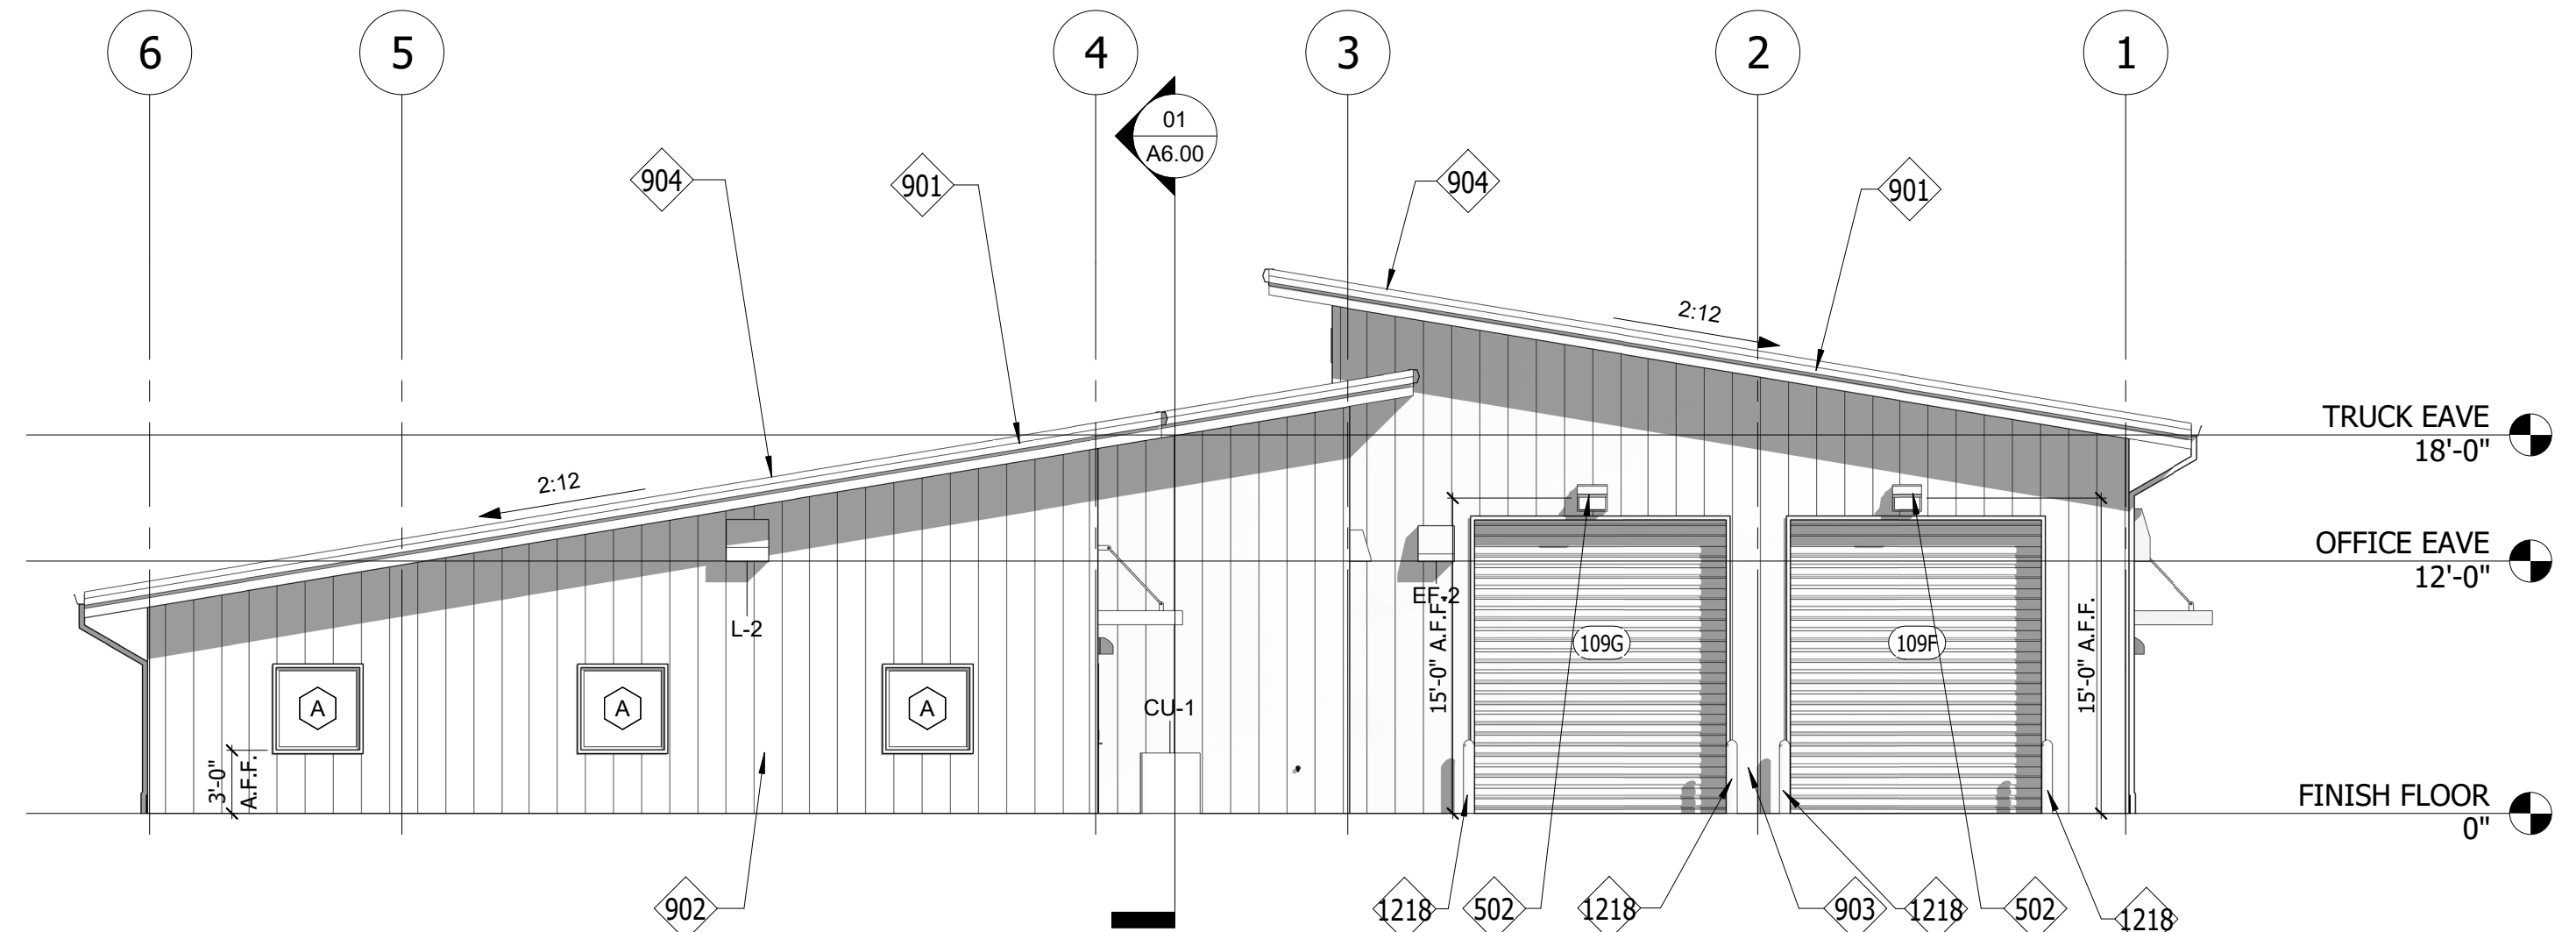 6
5
4
3
2
1
01
A6.00
904
901
904
901
2:12
2:12
TRUCK EAVE
18'-0"
OFFICE EAVE
12'-0"
L-2
EF-2
15'-0" A.F.F.
109G
109F
15'-0" A.F.F.
A
A
A
CU-1
3'-0"
A.F.F.
FINISH FLOOR
0"
902
1218
502
1218
903
1218
502
1218